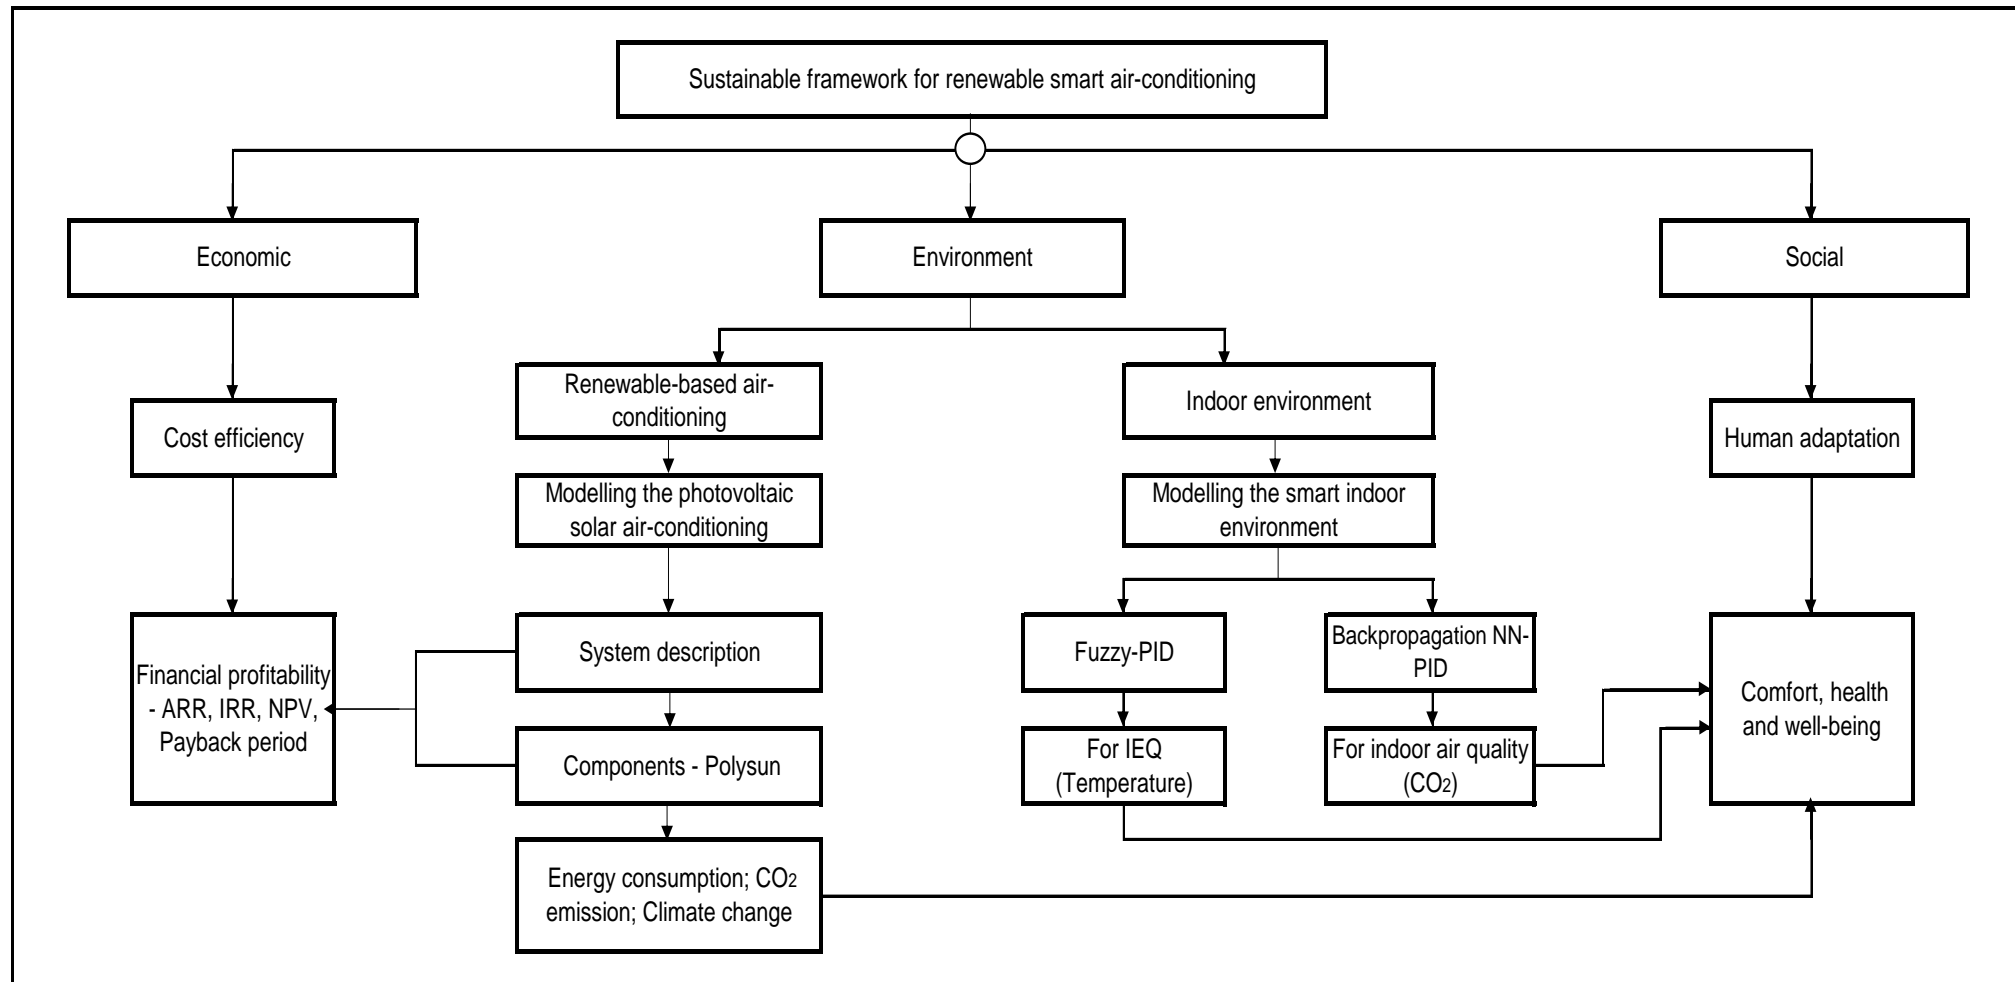 Sustainable framework for renewable smart air-conditioning
Economic
Environment
Social
Renewable-based air-
conditioning
Indoor environment
Cost efficiency
Human adaptation
Modelling the photovoltaic
solar air-conditioning
Modelling the smart indoor
environment
Financial profitability
- ARR, IRR, NPV,
Payback period
System description
Fuzzy-PID
Backpropagation NN-
PID
Comfort, health
and well-being
Components - Polysun
For IEQ
(Temperature)
For indoor air quality
(CO2)
Energy consumption; CO2
emission; Climate change